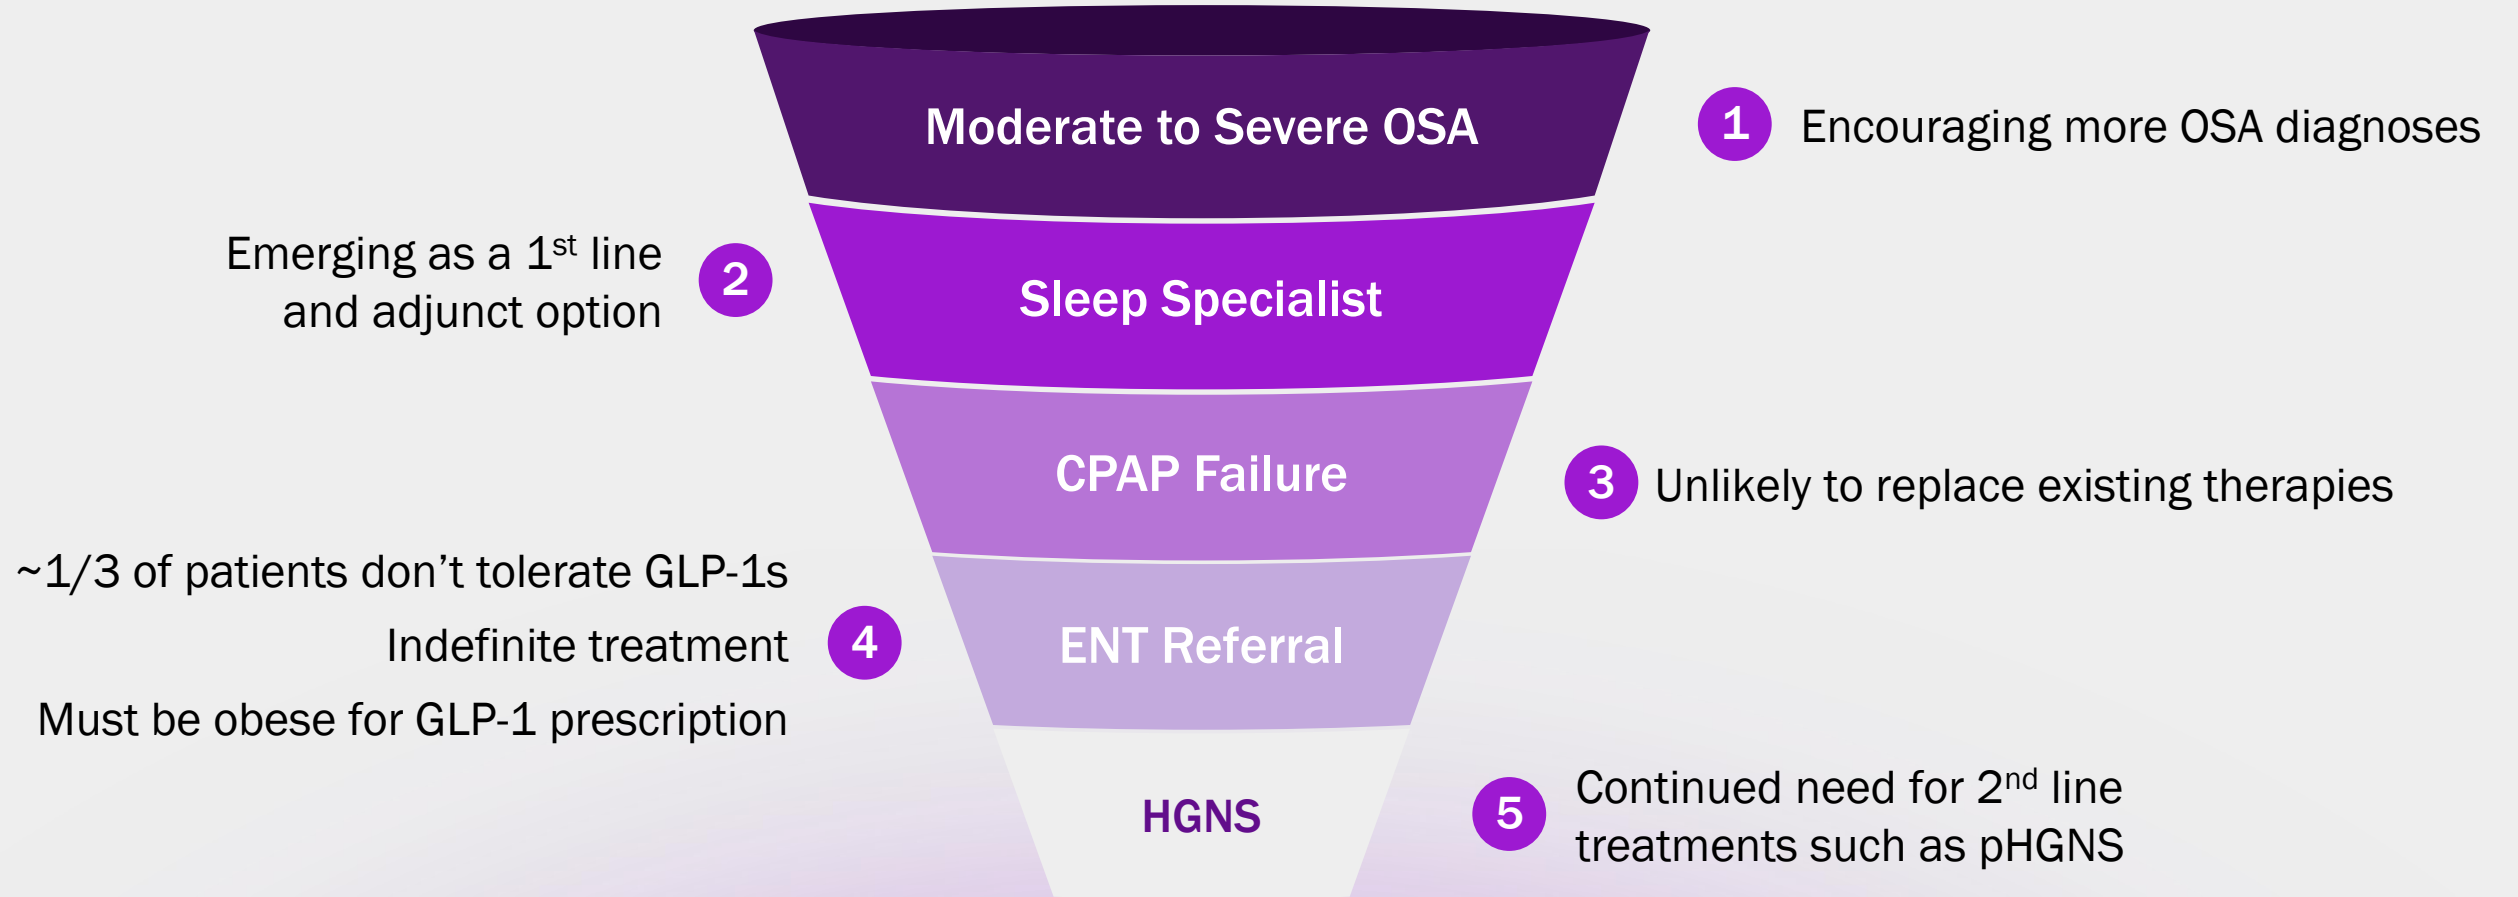 Moderate to Severe OSA
1 Encouraging more OSA diagnoses
Emerging as a 1st line
and adjunct option
2
Sleep Specialist
CPAP Failure
3 Unlikely to replace existing therapies
~1/3 of patients don’t tolerate GLP-1s
Indefinite treatment
Must be obese for GLP-1 prescription
4
ENT Referral
HGNS
5
Continued need for 2nd line
treatments such as pHGNS